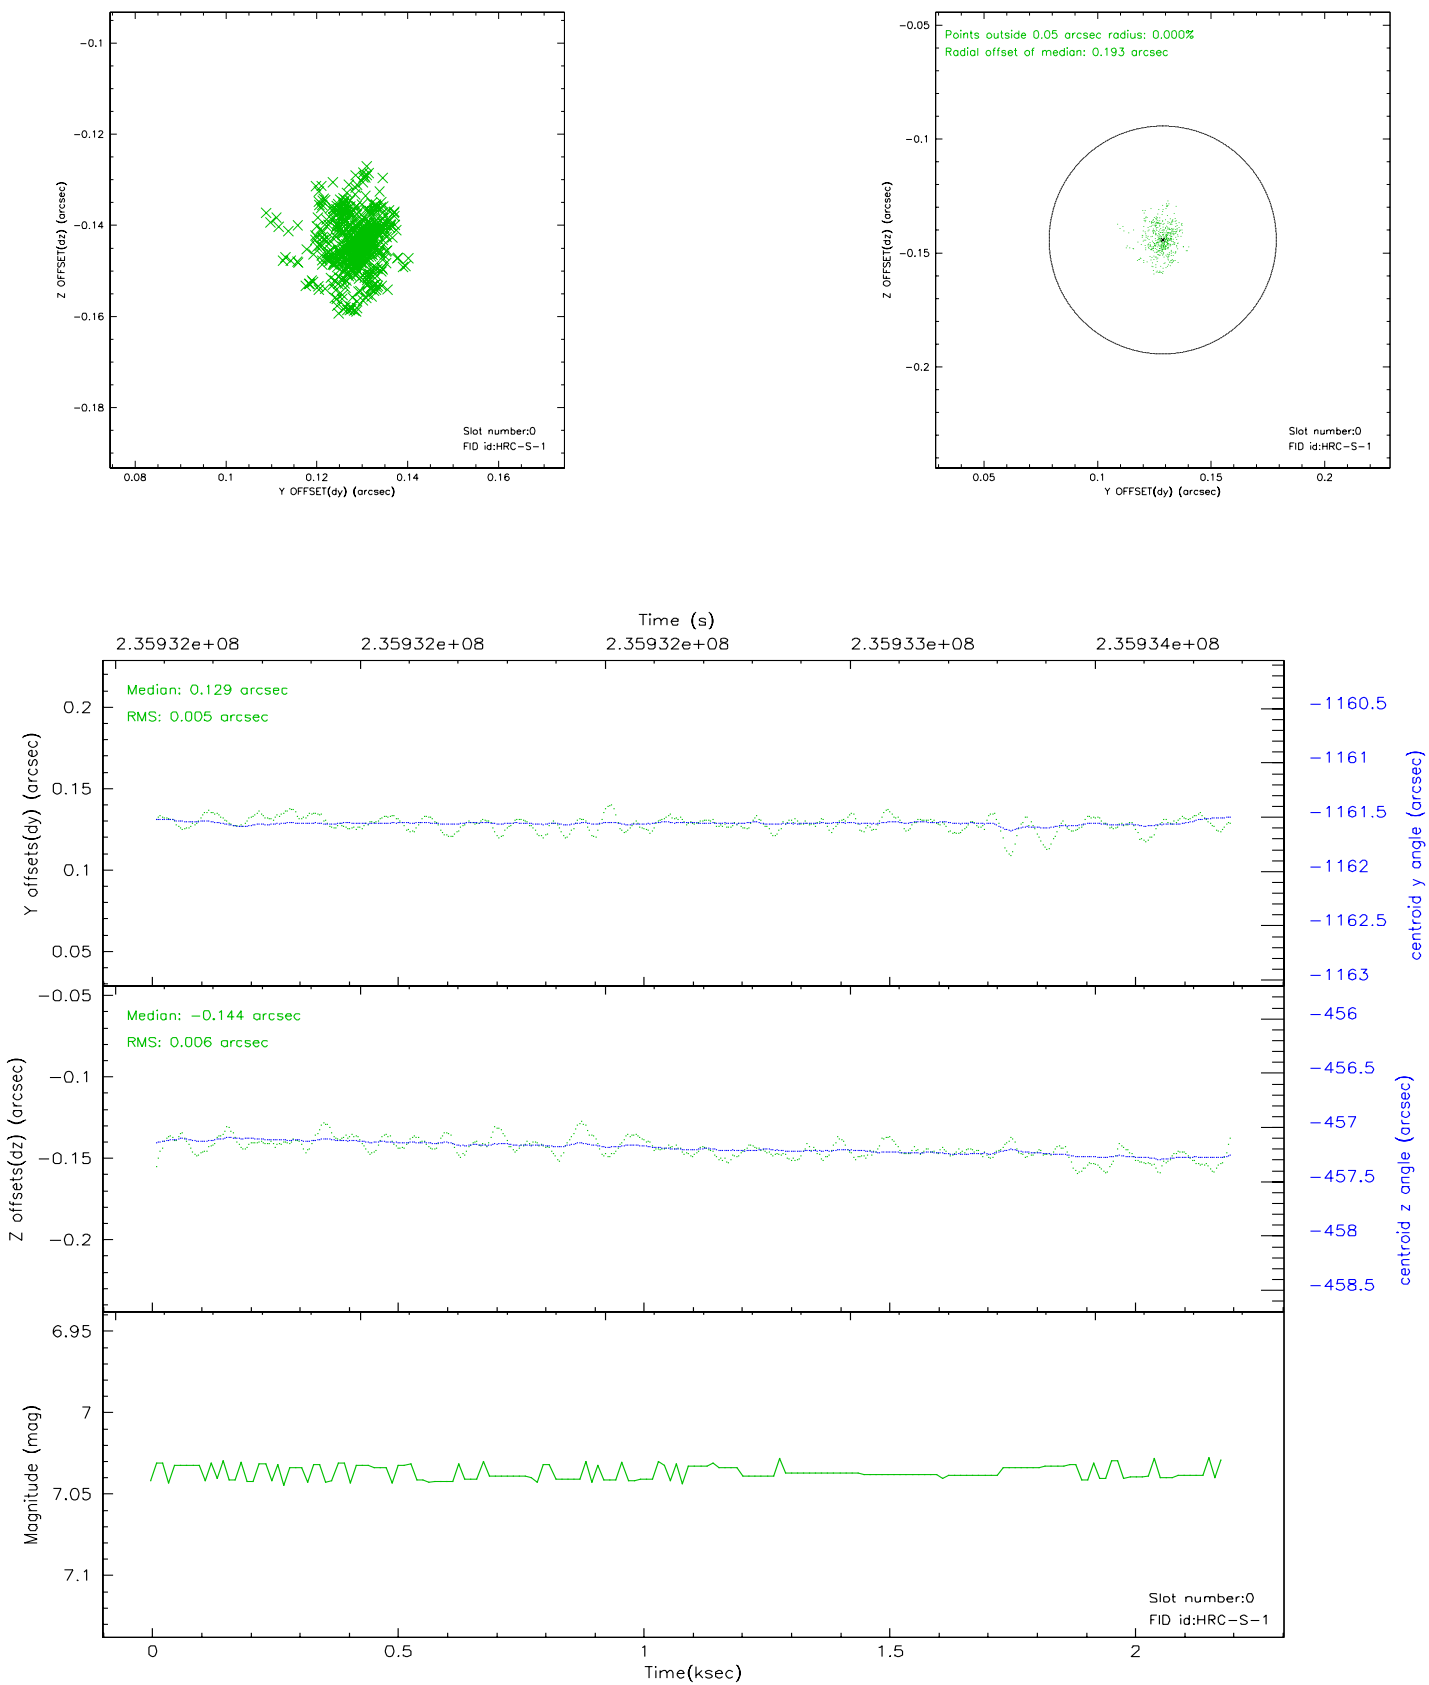 -0.1
-0.12
-0.14
-0.16
-0.18
Z OFFSET(dz) (arcsec)
Slot number:0
FID id:HRC-S-1
0.08 0.1 0.12 0.14 0.16
Y OFFSET(dy) (arcsec)
Points outside 0.05 arcsec radius: 0.000%
Radial offset of median: 0.193 arcsec
-0.05
-0.1
-0.15
-0.2
Z OFFSET(dz) (arcsec)
Slot number:0
FID id:HRC-S-1
0.05 0.1 0.15 0.2
Y OFFSET(dy) (arcsec)
Time (s)
2.35932e+08 2.35932e+08 2.35932e+08 2.35933e+08 2.35934e+08
Median: 0.129 arcsec
RMS: 0.005 arcsec
0.2
0.15
0.1
0.05
Y offsets(dy) (arcsec)
-1160.5
-1161
-1161.5
-1162
-1162.5
-1163
centroid y angle (arcsec)
Median: -0.144 arcsec
RMS: 0.006 arcsec
-0.05
-0.1
-0.15
-0.2
Z offsets(dz) (arcsec)
-456
-456.5
-457
-457.5
-458
-458.5
centroid z angle (arcsec)
6.95
7
7.05
7.1
Magnitude (mag)
Slot number:0
FID id:HRC-S-1
0 0.5 1 1.5 2
Time(ksec)